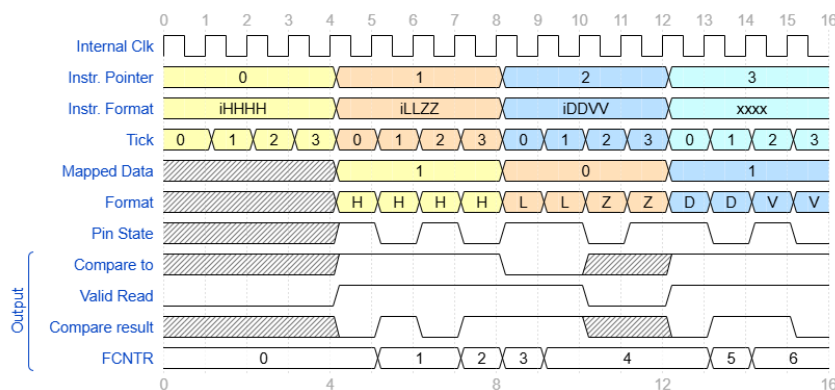 0 1 2 3 4 5 6 7 8 9 10 11 12 13 14 15 16
Internal Clk
Instr. Pointer 0 1 2 3
Instr. Format iHHHH iLLZZ iDDVV xxxx
Tick 0 1 2 3 0 1 2 3 0 1 2 3 0 1 2 3
Mapped Data 1 0 1
Format H H H H L L Z Z D D V V
Pin State
Output
Compare to
Valid Read
Compare result
FCNTR 0 1 2 3 4 5 6
0 4 8 12 16